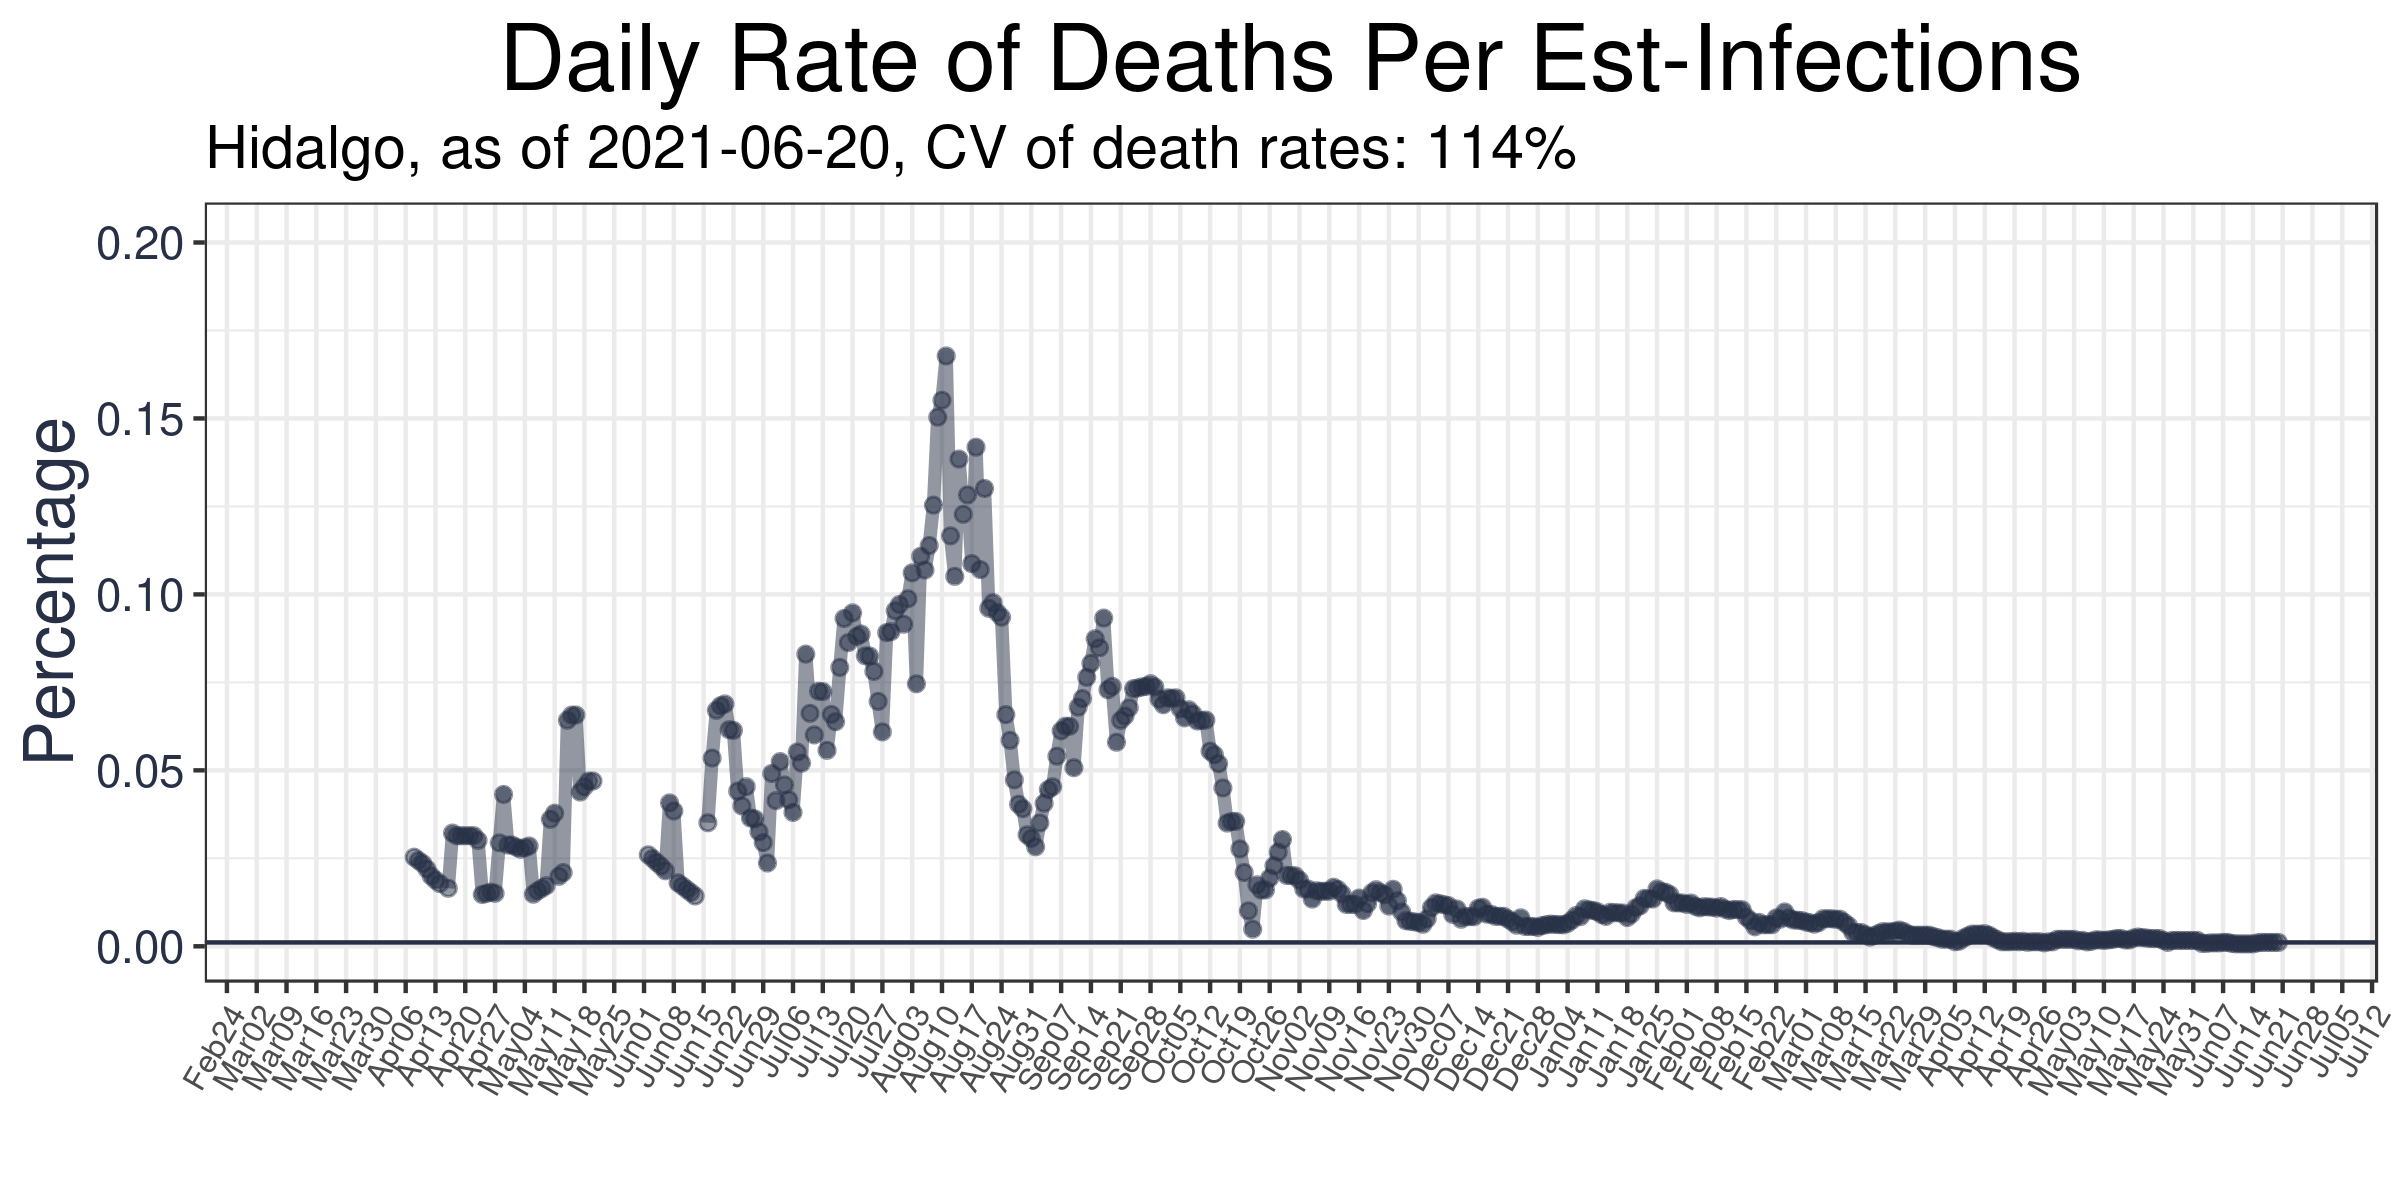 Daily Rate of Deaths Per Est-Infections
Hidalgo, as of 2021-06-20, CV of death rates: 114%
Percentage
0.20
0.15
0.10
0.05
0.00
Feb24
Mar02
Mar09
Mar16
Mar23
Mar30
Apr06
Apr13
Apr20
Apr27
May04
May11
May18
May25
Jun01
Jun08
Jun15
Jun22
Jun29
Jul06
Jul13
Jul20
Jul27
Aug03
Aug10
Aug17
Aug24
Aug31
Sep07
Sep14
Sep21
Sep28
Oct05
Oct12
Oct19
Oct26
Nov02
Nov09
Nov16
Nov23
Nov30
Dec07
Dec14
Dec21
Dec28
Jan04
Jan11
Jan18
Jan25
Feb01
Feb08
Feb15
Feb22
Mar01
Mar08
Mar15
Mar22
Mar29
Apr05
Apr12
Apr19
Apr26
May03
May10
May17
May24
May31
Jun07
Jun14
Jun21
Jun28
Jul05
Jul12